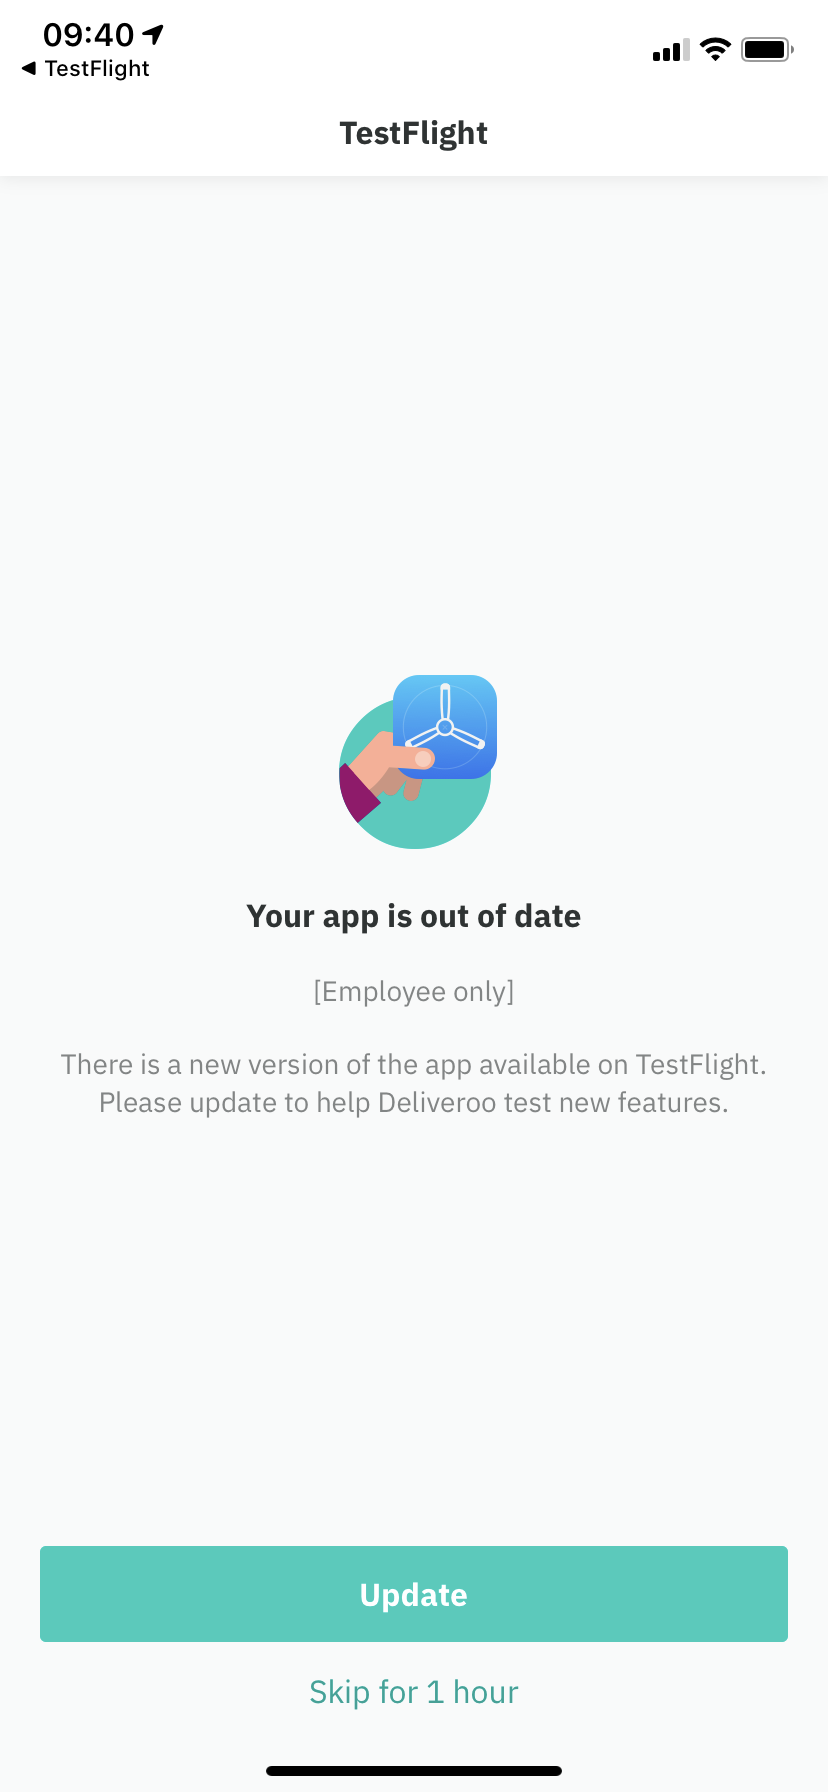 09:40
◀ TestFlight
TestFlight
Your app is out of date
[Employee only]
There is a new version of the app available on TestFlight.
Please update to help Deliveroo test new features.
Update
Skip for 1 hour